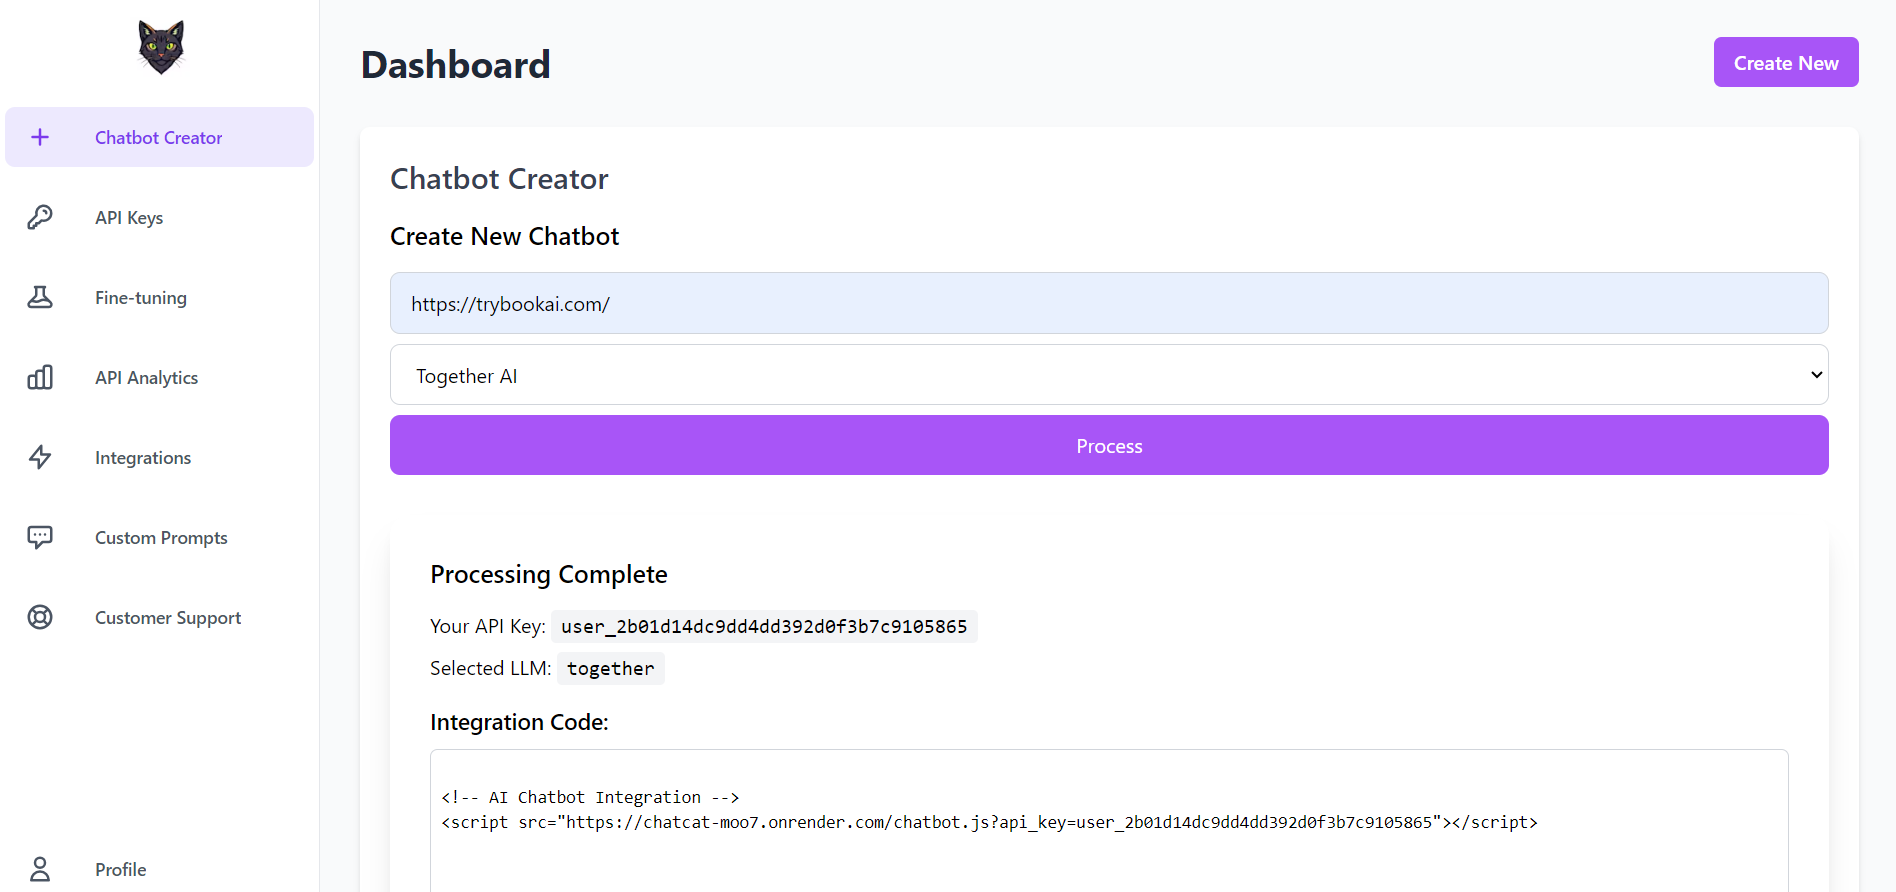 Chatbot Creator
API Keys
Fine-tuning
API Analytics
Integrations
Custom Prompts
Customer Support
Profile
Dashboard
Create New
Chatbot Creator
Create New Chatbot
https://trybookai.com/
Together AI
Process
Processing Complete
Your API Key: user_2b01d14dc9dd4dd392d0f3b7c9105865
Selected LLM: together
Integration Code:
<!-- AI Chatbot Integration -->
<script src="https://chatcat-moo7.onrender.com/chatbot.js?api_key=user_2b01d14dc9dd4dd392d0f3b7c9105865"></script>